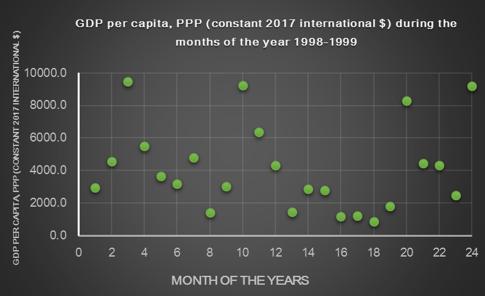 GDP per capita, PPP (constant 2017 international $) during the
months of the year 1998-1999
GDP PER CAPITA, PPP (CONSTANT 2017 INTERNATIONAL $)
10000.0
8000.0
6000.0
4000.0
2000.0
0.0
0 2 4 6 8 10 12 14 16 18 20 22 24
MONTH OF THE YEARS